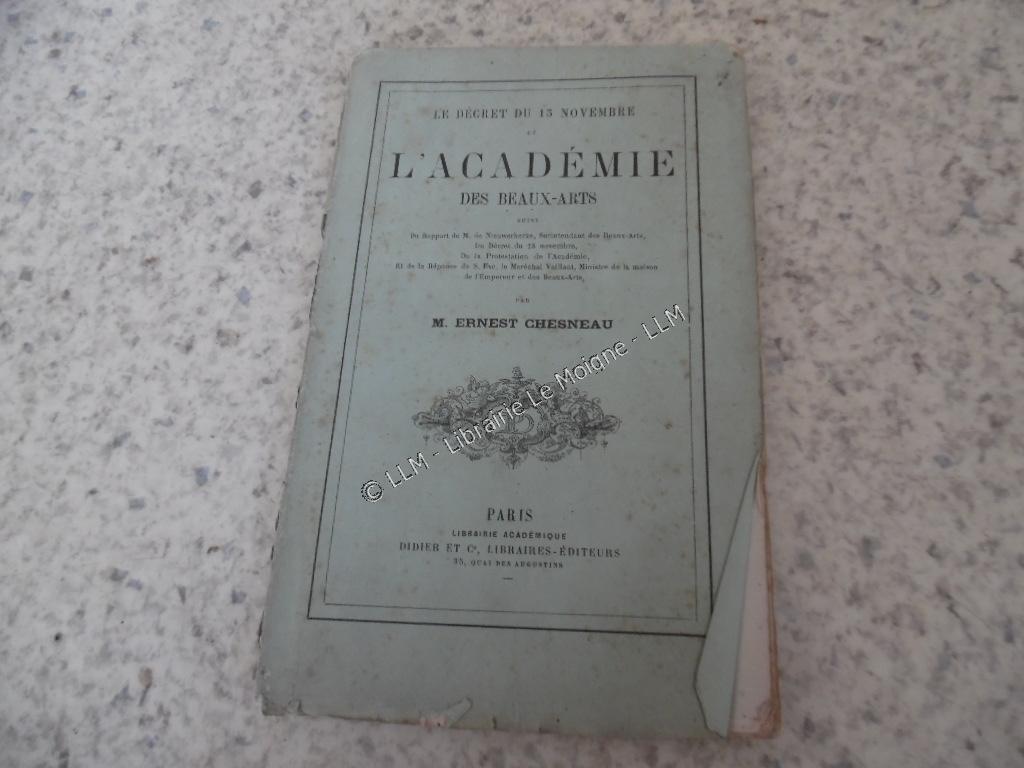 LE DÉCRET DU 13 NOVEMBRE
ET
L'ACADÉMIE
DES BEAUX-ARTS
SUIVI
Du Rapport de M. de Nieuwerkerke, Surintendant des Beaux-Arts,
Du Décret du 13 novembre,
De la Protestation de l'Académie,
Et de la Réponse de S. Exc. le Maréchal Vaillant, Ministre de la maison
de l'Empereur et des Beaux-Arts,
PAR
M. ERNEST CHESNEAU
© LLM - Librairie Le Moigne - LLM
PARIS
LIBRAIRIE ACADÉMIQUE
DIDIER ET Ce, LIBRAIRES-ÉDITEURS
35, QUAI DES AUGUSTINS